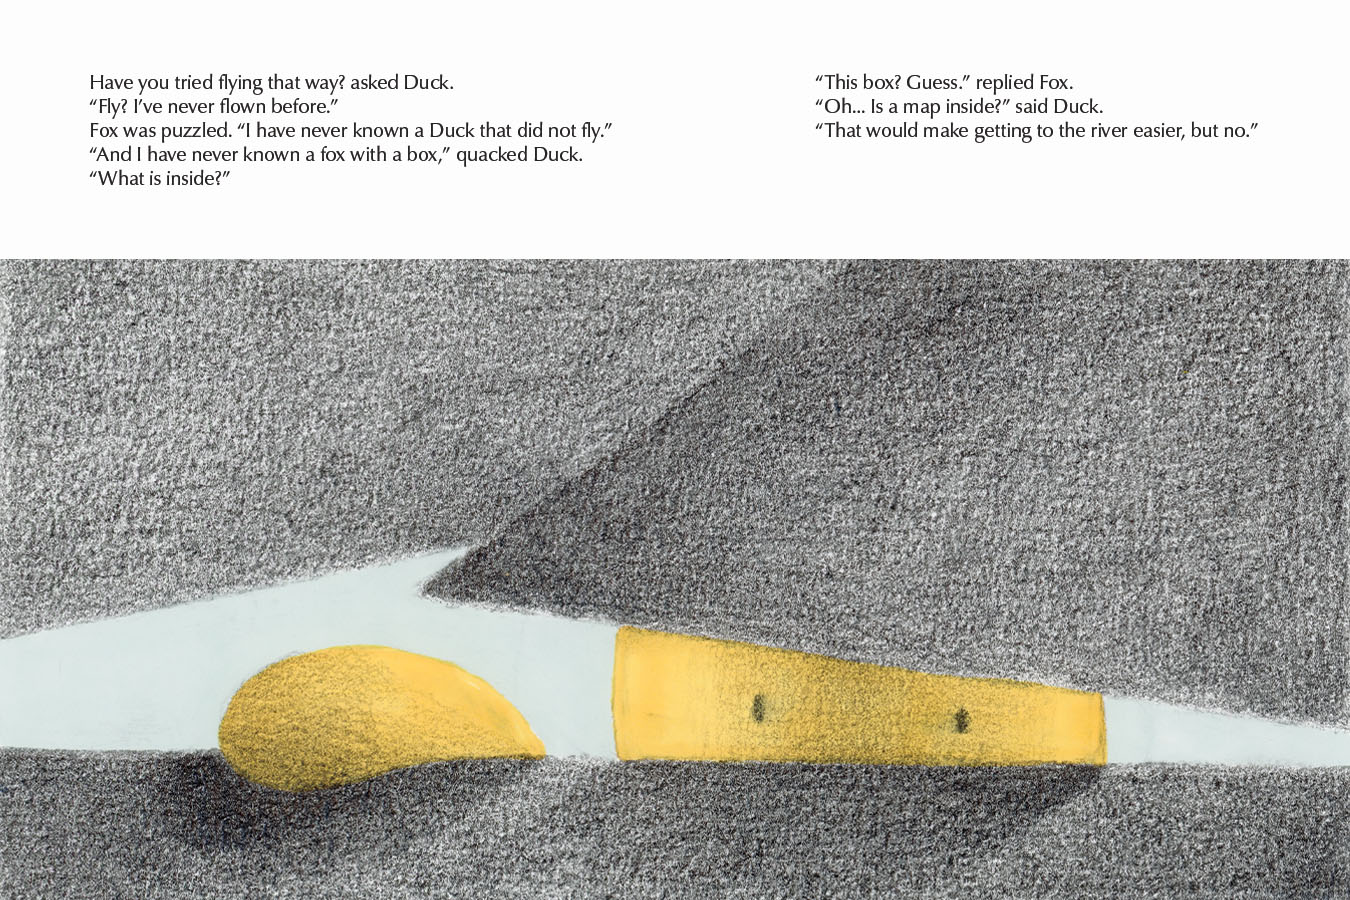 Have you tried flying that way? asked Duck.
“Fly? I’ve never flown before.”
Fox was puzzled. “I have never known a Duck that did not fly.”
“And I have never known a fox with a box,” quacked Duck.
“What is inside?”
“This box? Guess.” replied Fox.
“Oh... Is a map inside?” said Duck.
“That would make getting to the river easier, but no.”